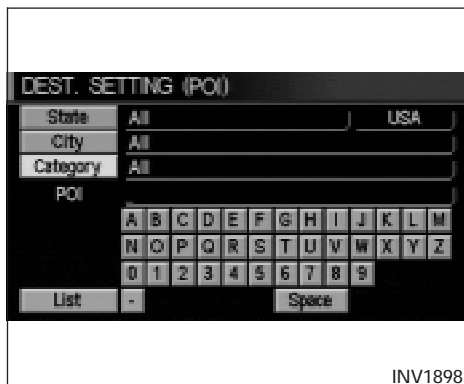 DEST. SETTING (POI)
State All USA
City All
Category All
POI
A B C D E F G H I J K L M
N O P Q R S T U V W X Y Z
0 1 2 3 4 5 6 7 8 9
List - Space
INV1898